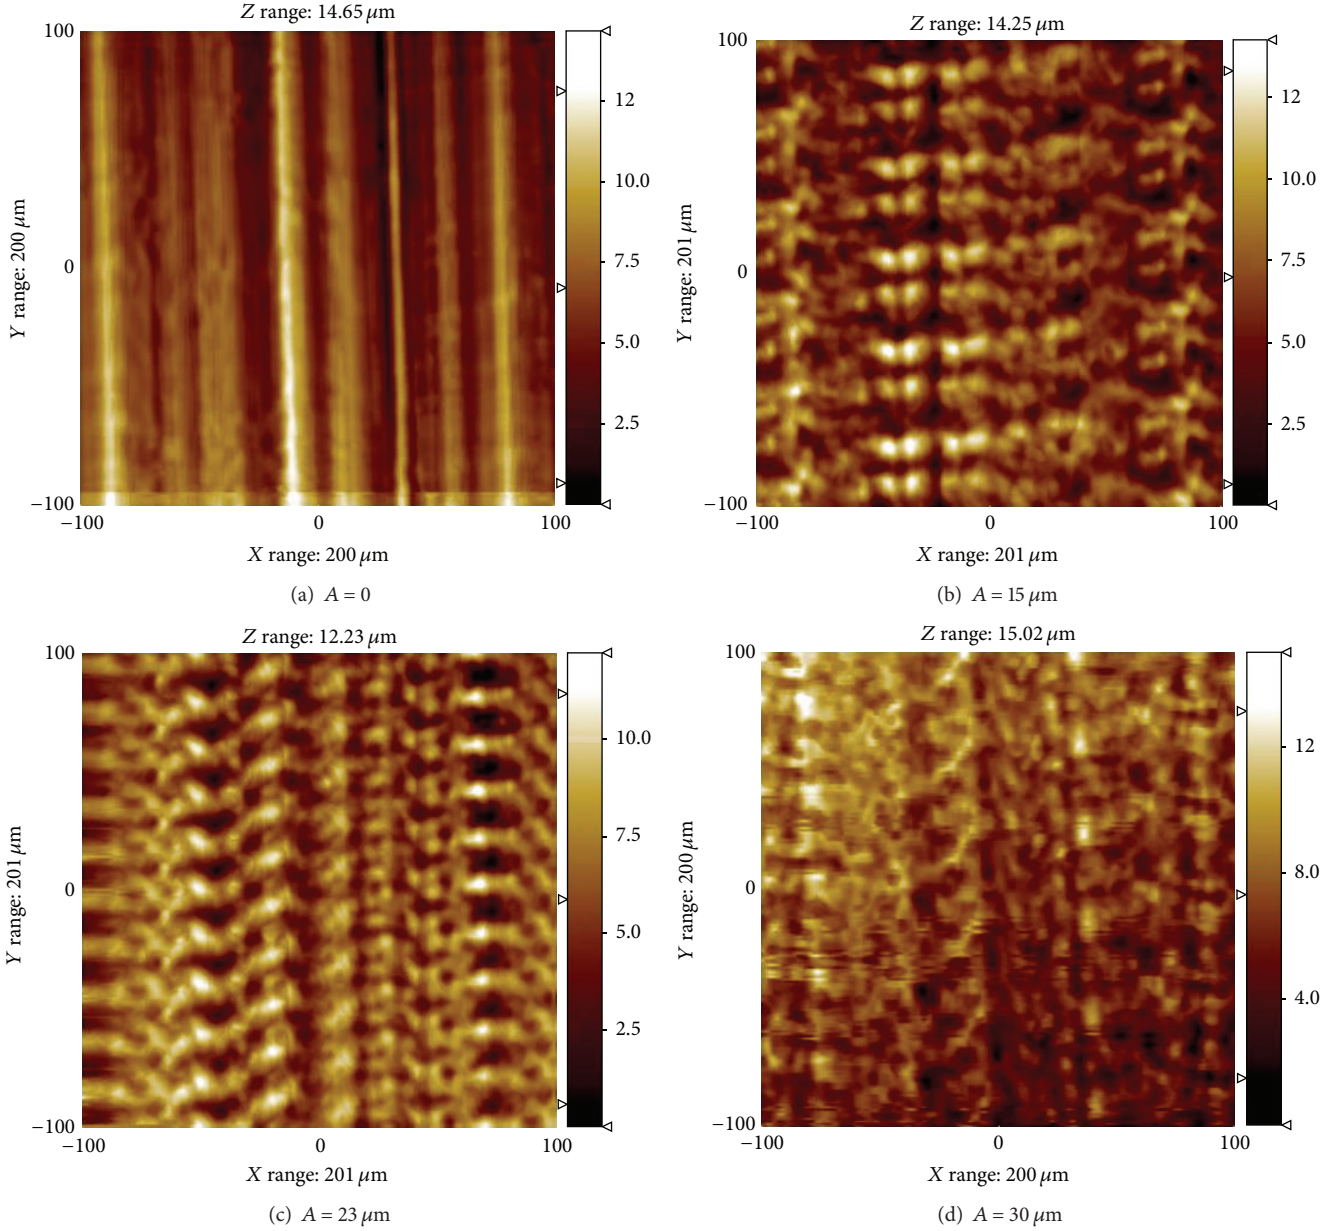 Z range: 14.65 μm
100
0
−100
Y range: 200 μm
−100
0
100
X range: 200 μm
12
10.0
7.5
5.0
2.5
(a) A = 0
Z range: 14.25 μm
100
0
−100
Y range: 201 μm
−100
0
100
X range: 201 μm
12
10.0
7.5
5.0
2.5
(b) A = 15 μm
Z range: 12.23 μm
100
0
−100
Y range: 201 μm
−100
0
100
X range: 201 μm
10.0
7.5
5.0
2.5
(c) A = 23 μm
Z range: 15.02 μm
100
0
−100
Y range: 200 μm
−100
0
100
X range: 200 μm
12
8.0
4.0
(d) A = 30 μm